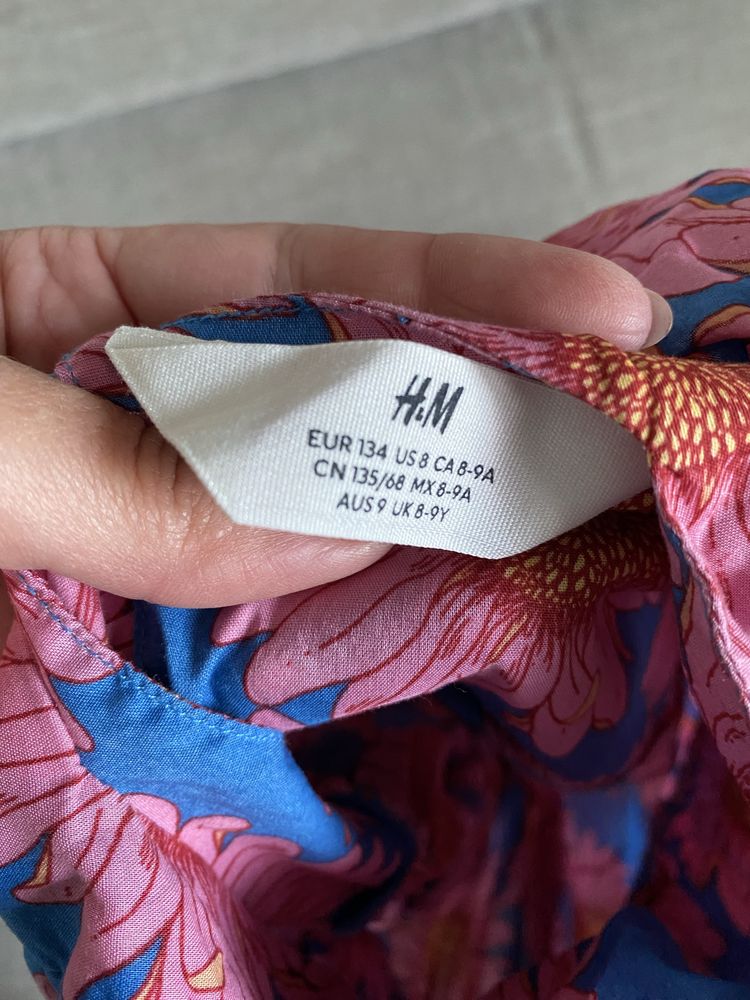 H&M
EUR 134 US 8 CA 8-9A
CN 135/68 MX 8-9A
AUS 9 UK 8-9Y